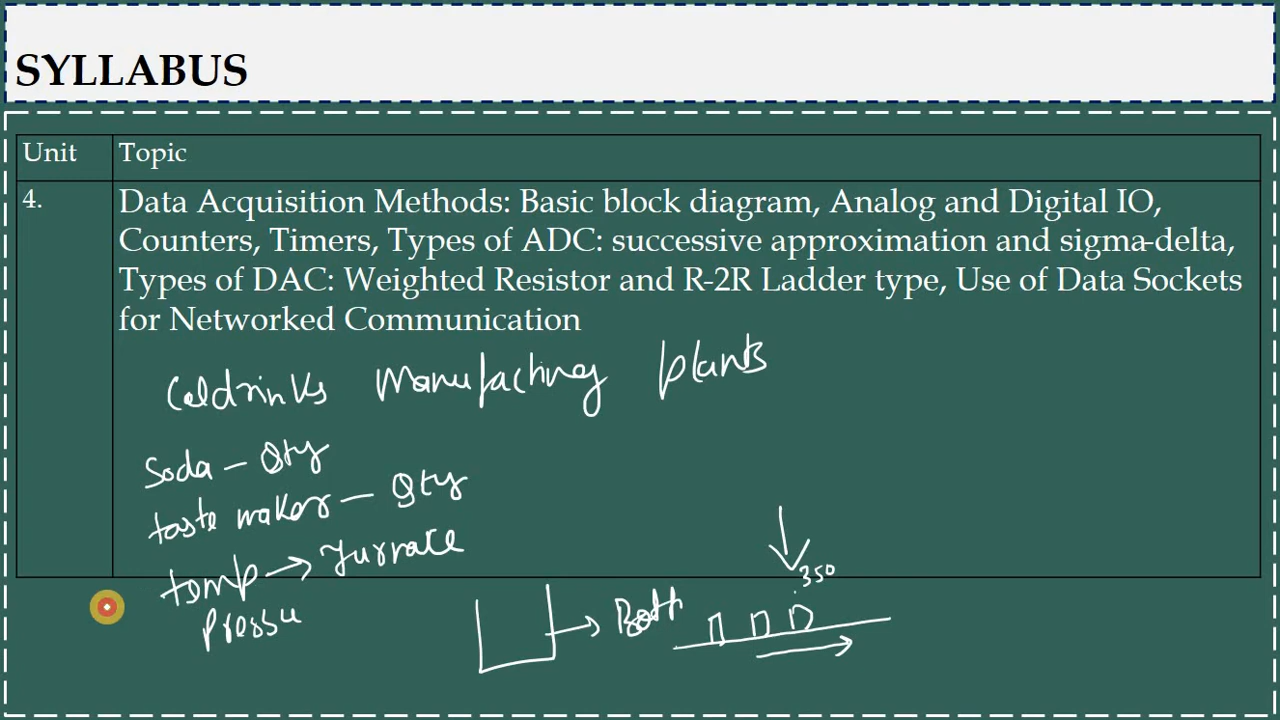 SYLLABUS
Unit Topic
4. Data Acquisition Methods: Basic block diagram, Analog and Digital IO,
Counters, Timers, Types of ADC: successive approximation and sigma-delta,
Types of DAC: Weighted Resistor and R-2R Ladder type, Use of Data Sockets
for Networked Communication
Coldrinks Manufacturing plants
Soda – Qty
taste maker – Qty
temp → furnace
350
Pressu
→ Bott